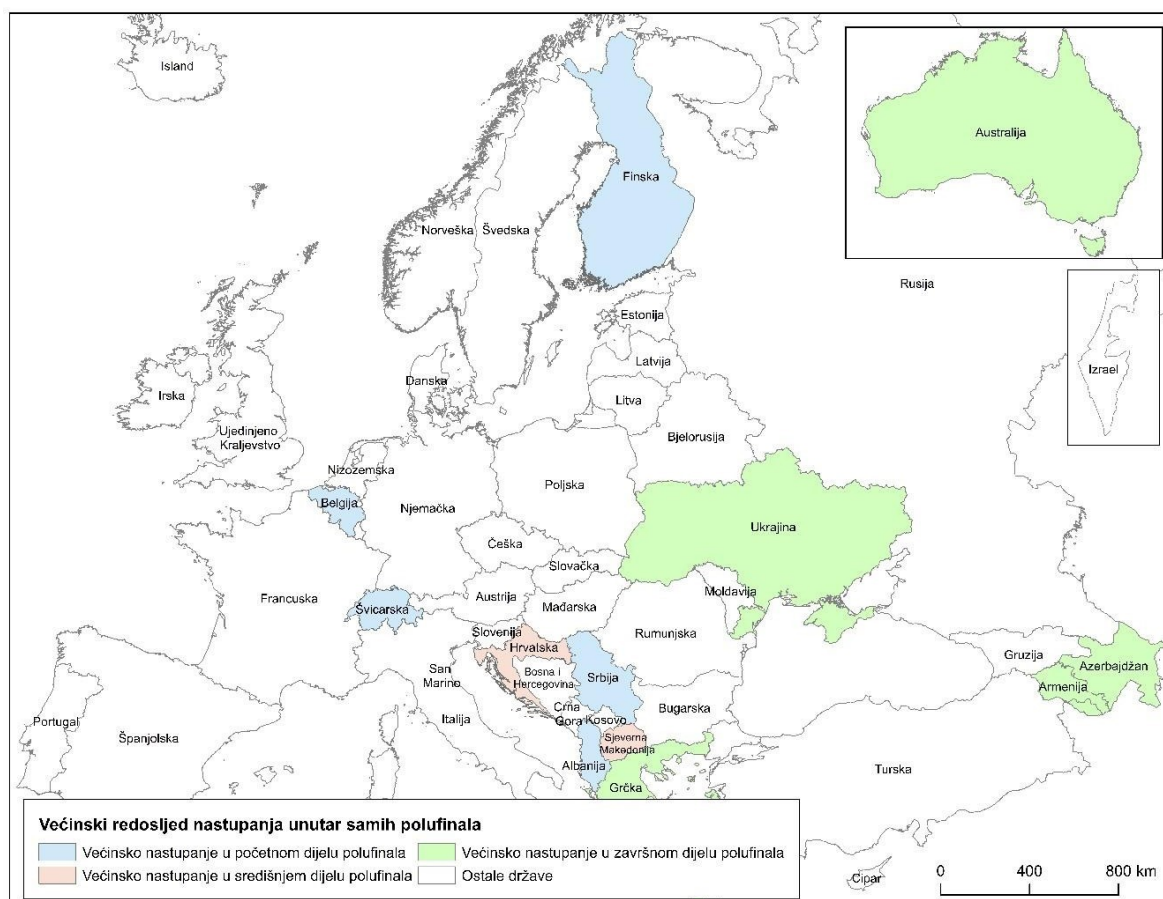 Island
Finska
Norveška
Švedska
Australija
Rusija
Estonija
Latvija
Litva
Danska
Irska
Ujedinjeno
Kraljevstvo
Izrael
Bjelorusija
Nizozemska
Belgija
Njemačka
Poljska
Ukrajina
Češka
Slovačka
Francuska
Švicarska
Austrija
Mađarska
Moldavija
Rumunjska
Slovenija
Hrvatska
San
Marino
Bosna i
Hercegovina
Srbija
Gruzija
Azerbajdžan
Armenija
Portugal
Španjolska
Italija
Crna
Gora
Kosovo
Bugarska
Sjeverna
Makedonija
Albanija
Grčka
Turska
Cipar
Većinski redosljed nastupanja unutar samih polufinala
Većinsko nastupanje u početnom dijelu polufinala
Većinsko nastupanje u završnom dijelu polufinala
Većinsko nastupanje u središnjem dijelu polufinala
Ostale države
0 400 800 km